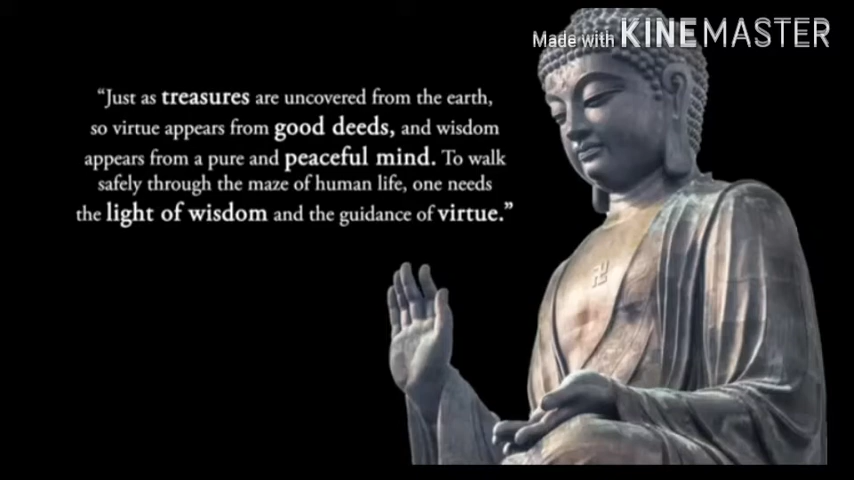 Made with KINEMASTER
“Just as treasures are uncovered from the earth,
so virtue appears from good deeds, and wisdom
appears from a pure and peaceful mind. To walk
safely through the maze of human life, one needs
the light of wisdom and the guidance of virtue.”